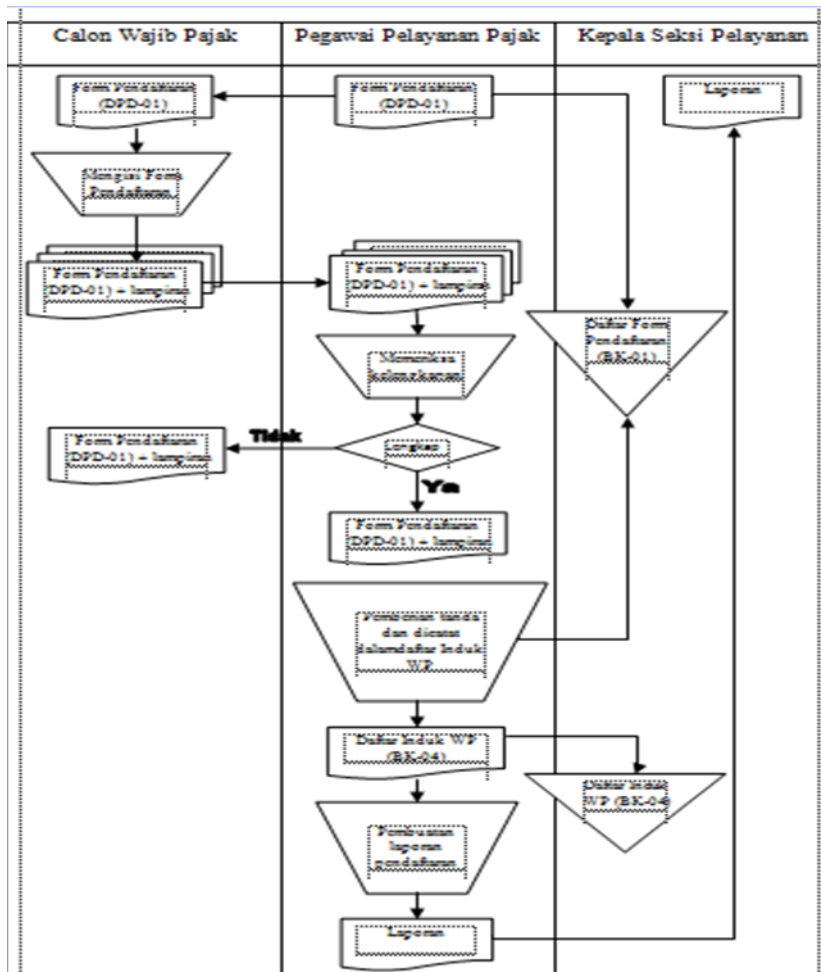 Calon Wajib Pajak
Pegawai Pelayanan Pajak
Kepala Seksi Pelayanan
Form Pendaftaran
(DPD-01)
Form Pendaftaran
(DPD-01)
Laporan
Mengisi Form
Pendaftaran
Form Pendaftaran
(DPD-01) + lampiran
Form Pendaftaran
(DPD-01) + lampiran
Daftar Form
Pendaftaran
(BK-01)
Memeriksa
kelengkapan
Tidak
Lengkap
Form Pendaftaran
(DPD-01) + lampiran
Ya
Form Pendaftaran
(DPD-01) + lampiran
Pemberian tanda
dan dicatat
dalamdaftar Induk
WP
Daftar Induk WP
(BK-04)
Daftar Induk
WP (BK-04)
Pembuatan
laporan
pendaftaran
Laporan